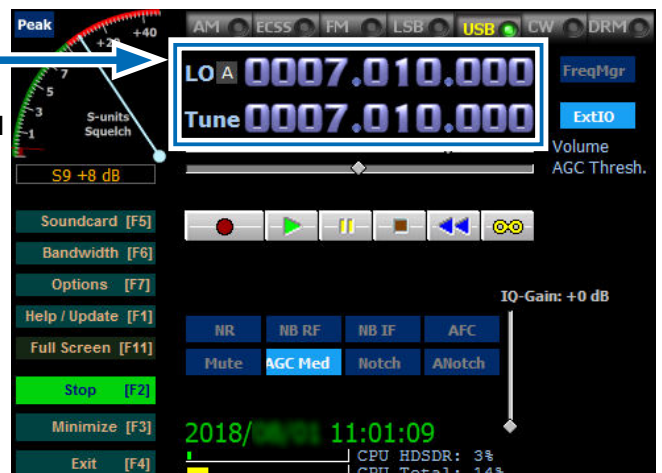 Peak
+20 +40
7
5
3
1
S-units
Squelch
S9 +8 dB
AM ECSS FM LSB USB CW DRM
LO A 0007.010.000
Tune 0007.010.000
FreqMgr
ExtIO
Volume
AGC Thresh.
Soundcard [F5]
Bandwidth [F6]
Options [F7]
Help / Update [F1]
Full Screen [F11]
Stop [F2]
Minimize [F3]
Exit [F4]
IQ-Gain: +0 dB
NR NB RF NB IF AFC
Mute AGC Med Notch ANotch
2018/ 11:01:09
CPU HDSDR: 3%
CPU Total: 14%